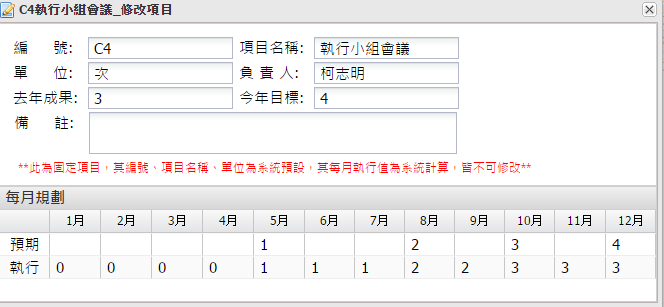 C4執行小組會議_修改項目
編 號: C4 項目名稱: 執行小組會議
單 位: 次 負 責 人: 柯志明
去年成果: 3 今年目標: 4
備 註:
**此為固定項目，其編號、項目名稱、單位為系統預設，其每月執行值為系統計算，皆不可修改**
每月規劃
1月 2月 3月 4月 5月 6月 7月 8月 9月 10月 11月 12月
預期 1 2 3 4
執行 0 0 0 0 1 1 1 2 2 3 3 3